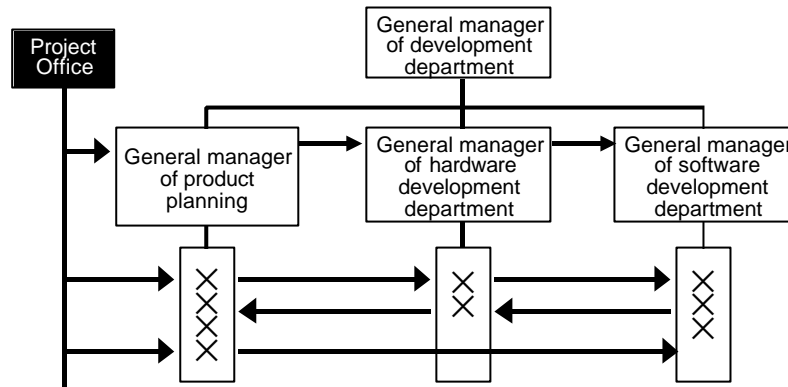 General manager
of development
department
Project
Office
General manager
of product
planning
General manager
of hardware
development
department
General manager
of software
development
department